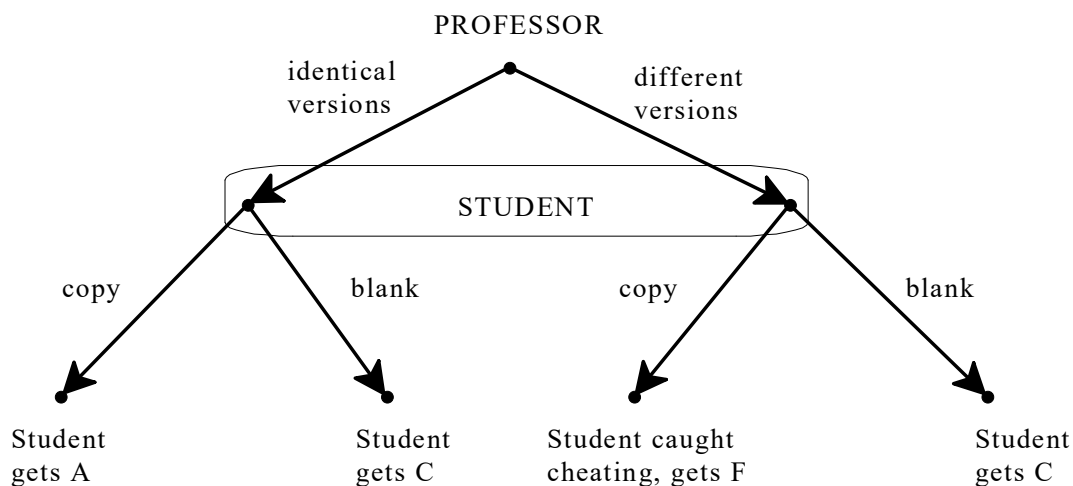 PROFESSOR
identical
versions
different
versions
STUDENT
copy
blank
copy
blank
Student
gets A
Student
gets C
Student caught
cheating, gets F
Student
gets C